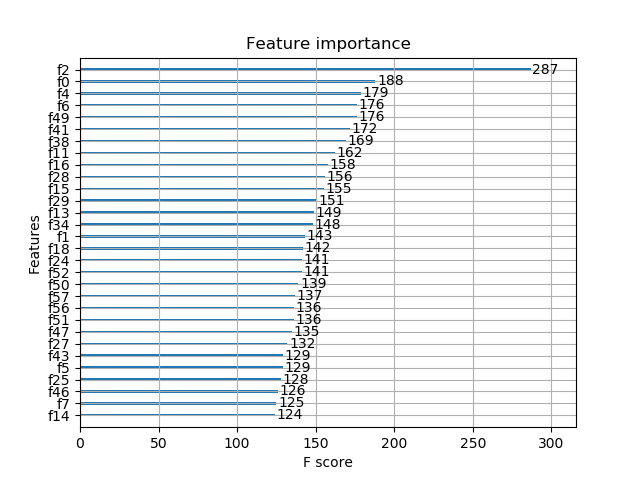 Feature importance
f2 287
f0 188
f4 179
f6 176
f49 176
f41 172
f38 169
f11 162
f16 158
f28 156
f15 155
f29 151
f13 149
f34 148
f1 143
f18 142
f24 141
f52 141
f50 139
f57 137
f56 136
f51 136
f47 135
f27 132
f43 129
f5 129
f25 128
f46 126
f7 125
f14 124
Features
0 50 100 150 200 250 300
F score